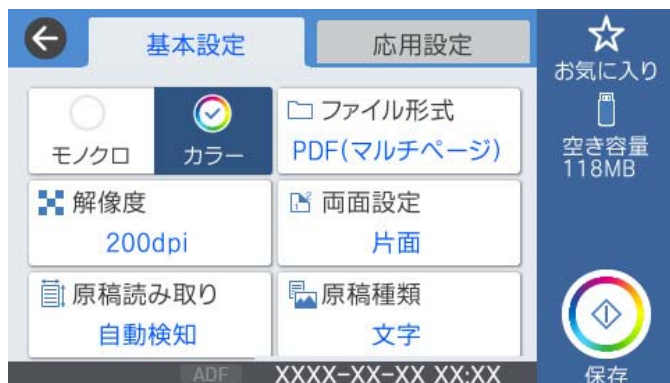 基本設定
応用設定
お気に入り
モノクロ
カラー
ファイル形式
PDF(マルチページ)
空き容量
118MB
解像度
200dpi
両面設定
片面
原稿読み取り
自動検知
原稿種類
文字
ADF
XXXX-XX-XX XX:XX
保存